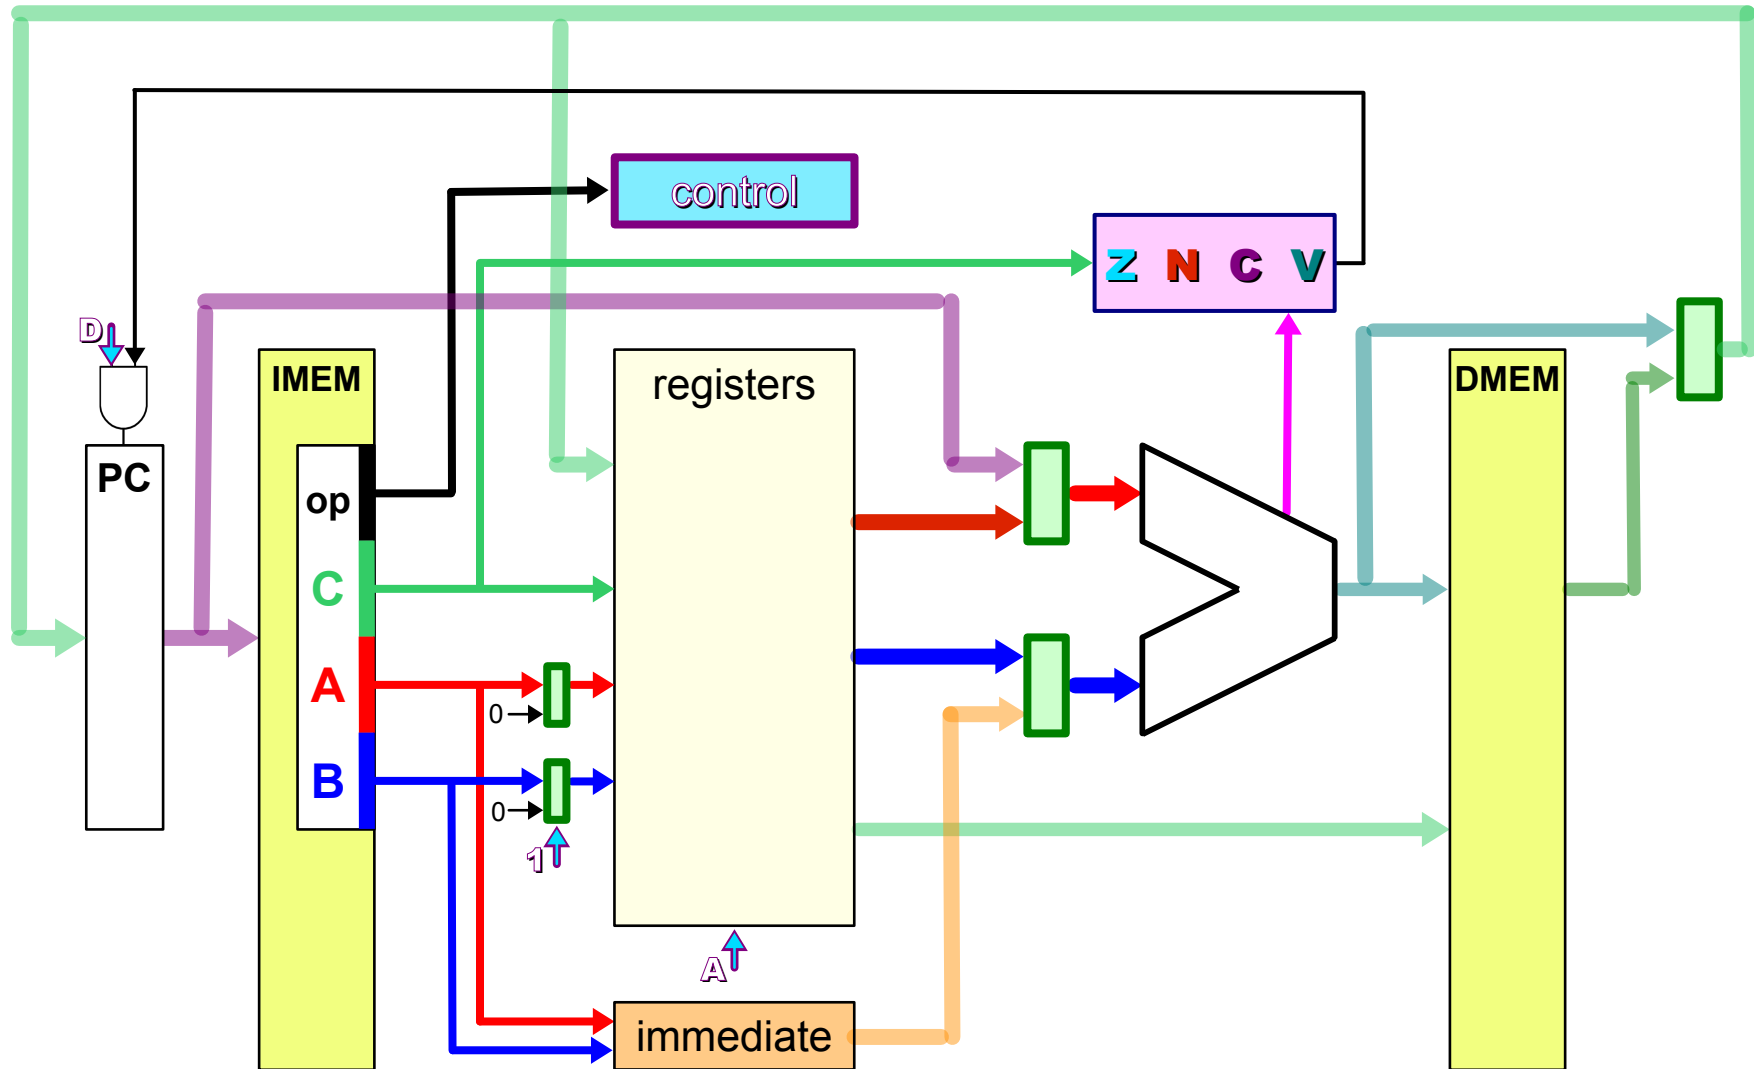 control
Z N C V
D
IMEM
registers
DMEM
PC
op
C
A
0
B
0
1
A
immediate